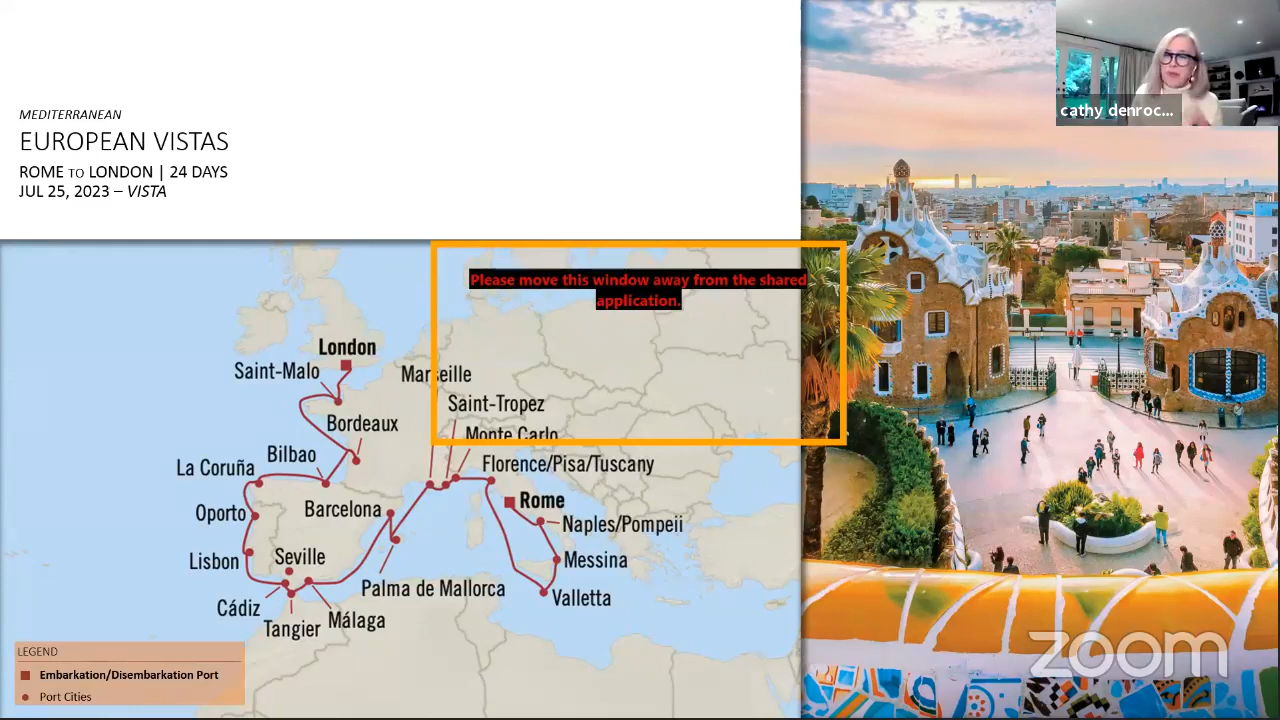 MEDITERRANEAN
EUROPEAN VISTAS
ROME TO LONDON | 24 DAYS
JUL 25, 2023 – VISTA
cathy denroc...
Please move this window away from the shared
application.
London
Saint-Malo
Marseille
Saint-Tropez
Bordeaux
Monte Carlo
Bilbao
Florence/Pisa/Tuscany
La Coruña
Rome
Barcelona
Oporto
Naples/Pompeii
Seville
Lisbon
Messina
Palma de Mallorca
Valletta
Cádiz
Málaga
Tangier
LEGEND
Embarkation/Disembarkation Port
Port Cities
zoom